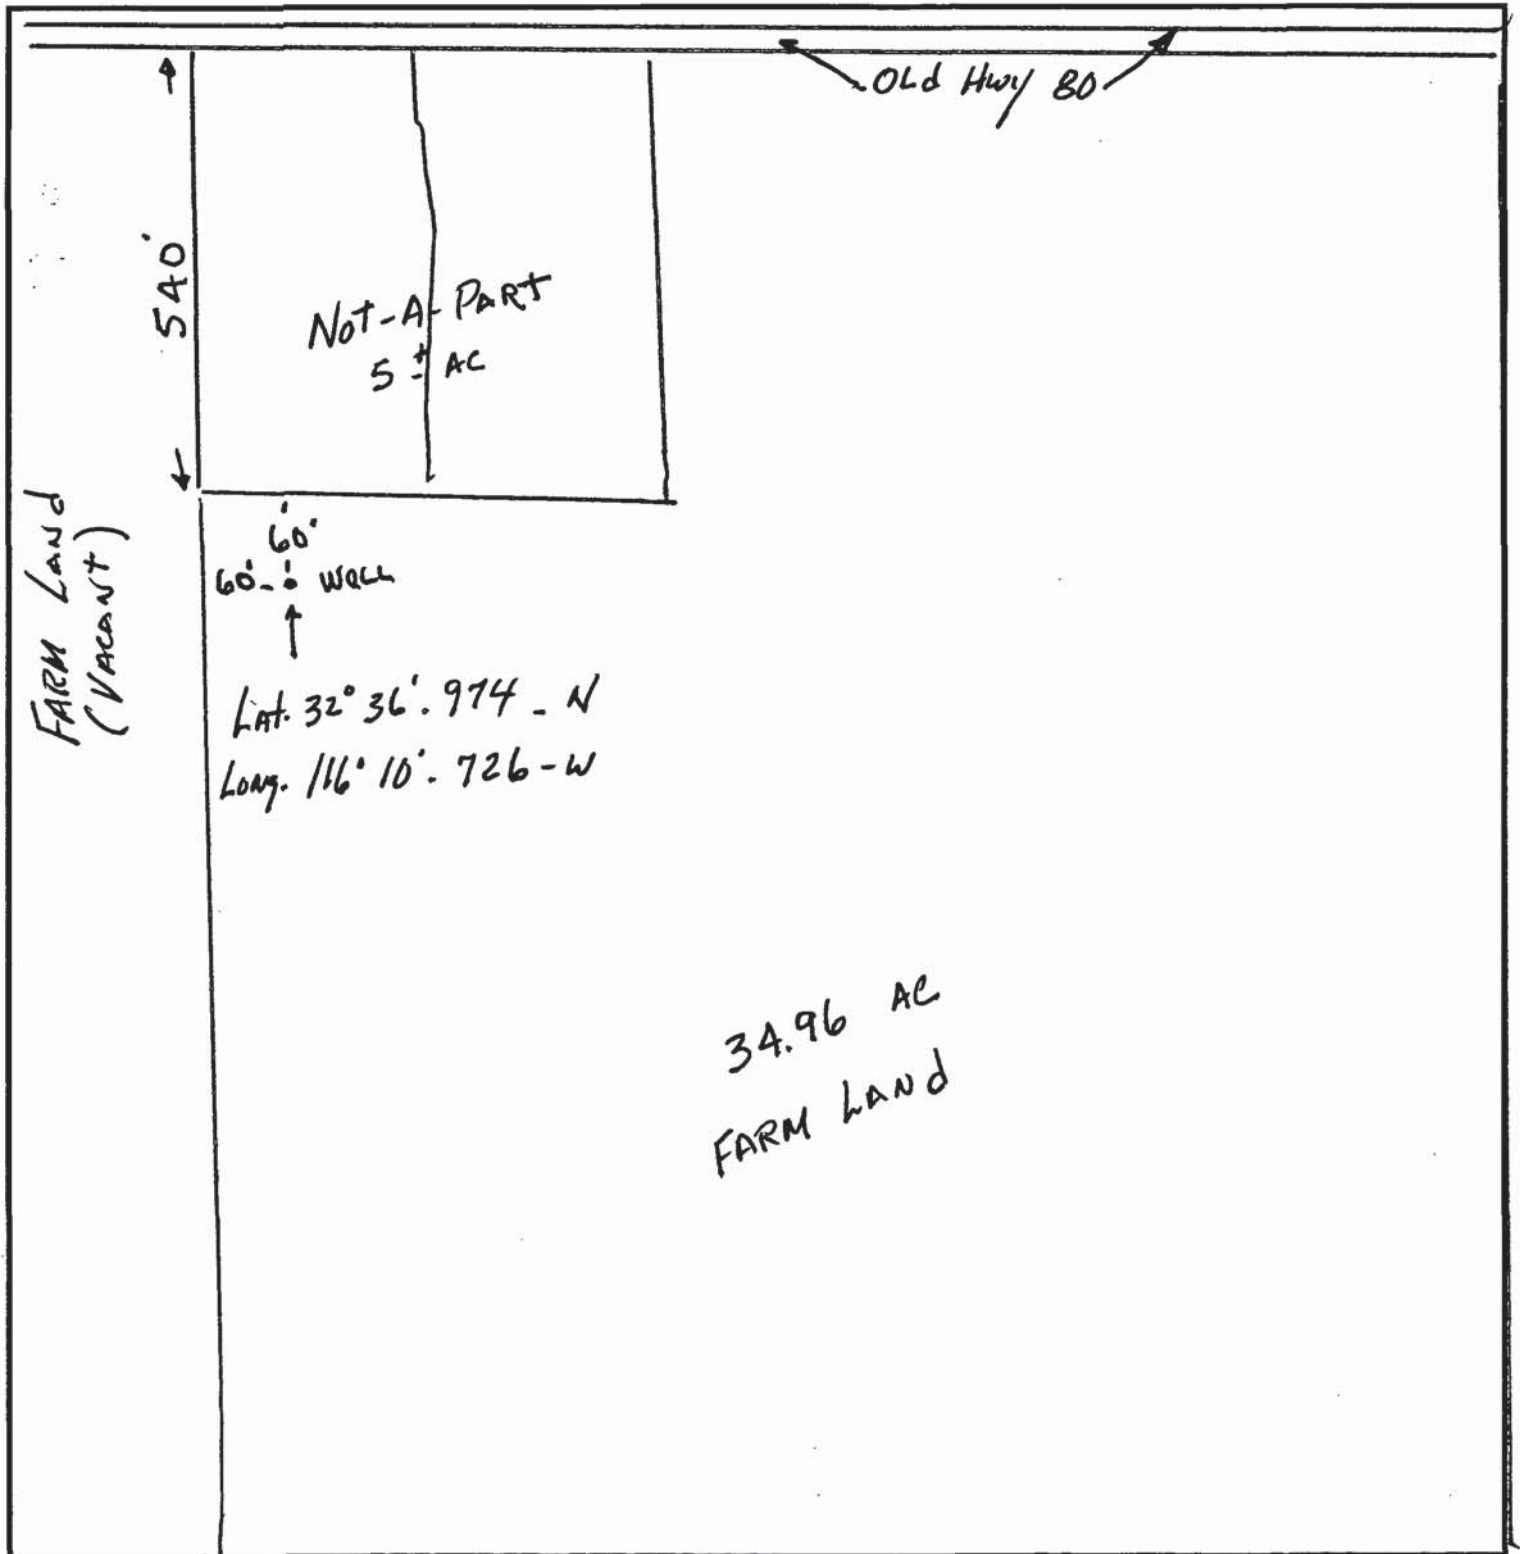 Old Hwy 80
540'
Not-A-Part
5 ± AC
60'
60' - Well
Farm Land
(Vacant)
Lat. 32° 36'. 974 - N
Long. 116° 10'. 726 - W
34.96 AC
Farm Land